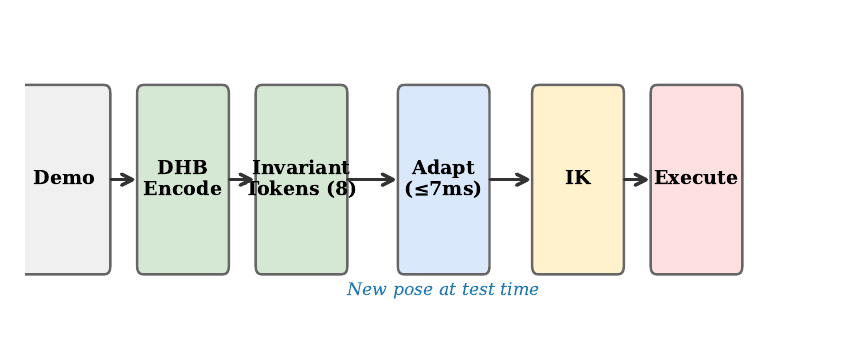 Demo
DHB
Encode
Invariant
Tokens (8)
Adapt
(≤7ms)
IK
Execute
New pose at test time